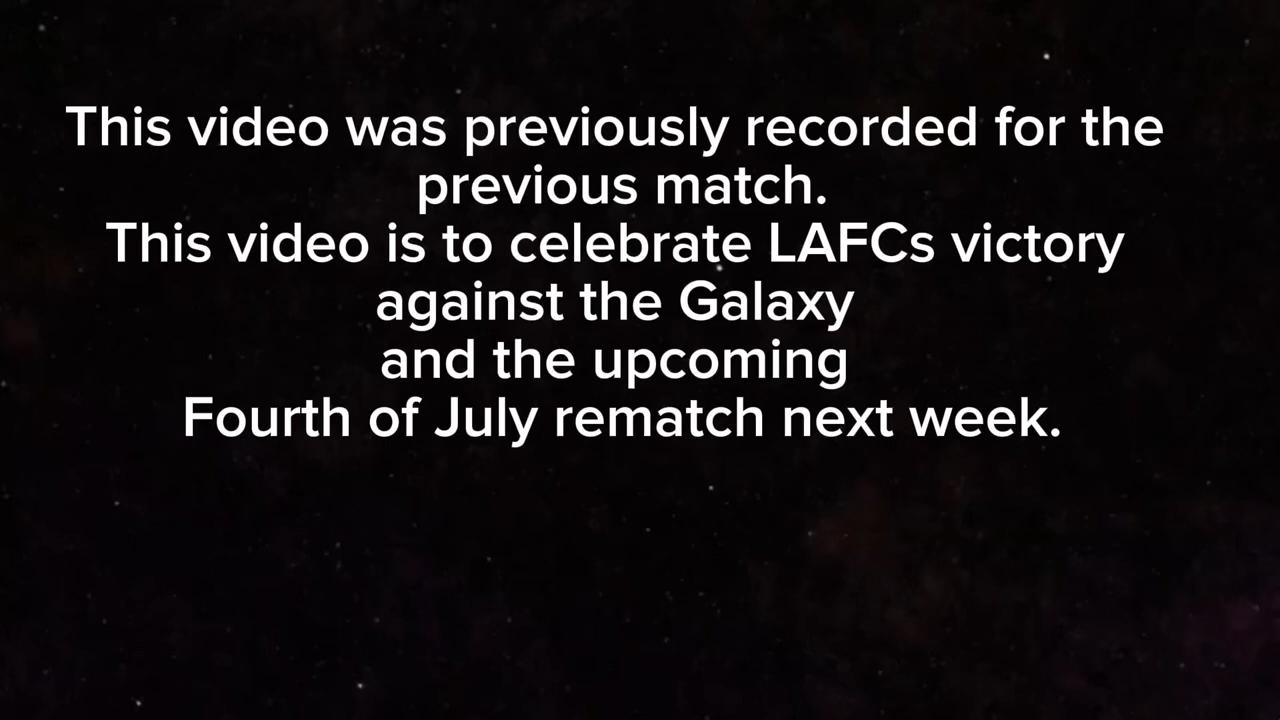 This video was previously recorded for the
previous match.
This video is to celebrate LAFCs victory
against the Galaxy
and the upcoming
Fourth of July rematch next week.